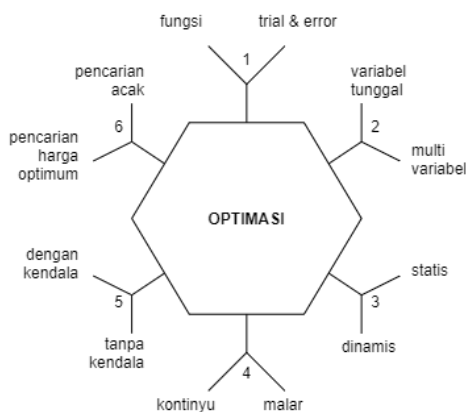 fungsi
trial & error
1
pencarian
acak
6
pencarian
harga
optimum
variabel
tunggal
2
multi
variabel
OPTIMASI
dengan
kendala
5
tanpa
kendala
statis
3
dinamis
4
kontinyu
malar